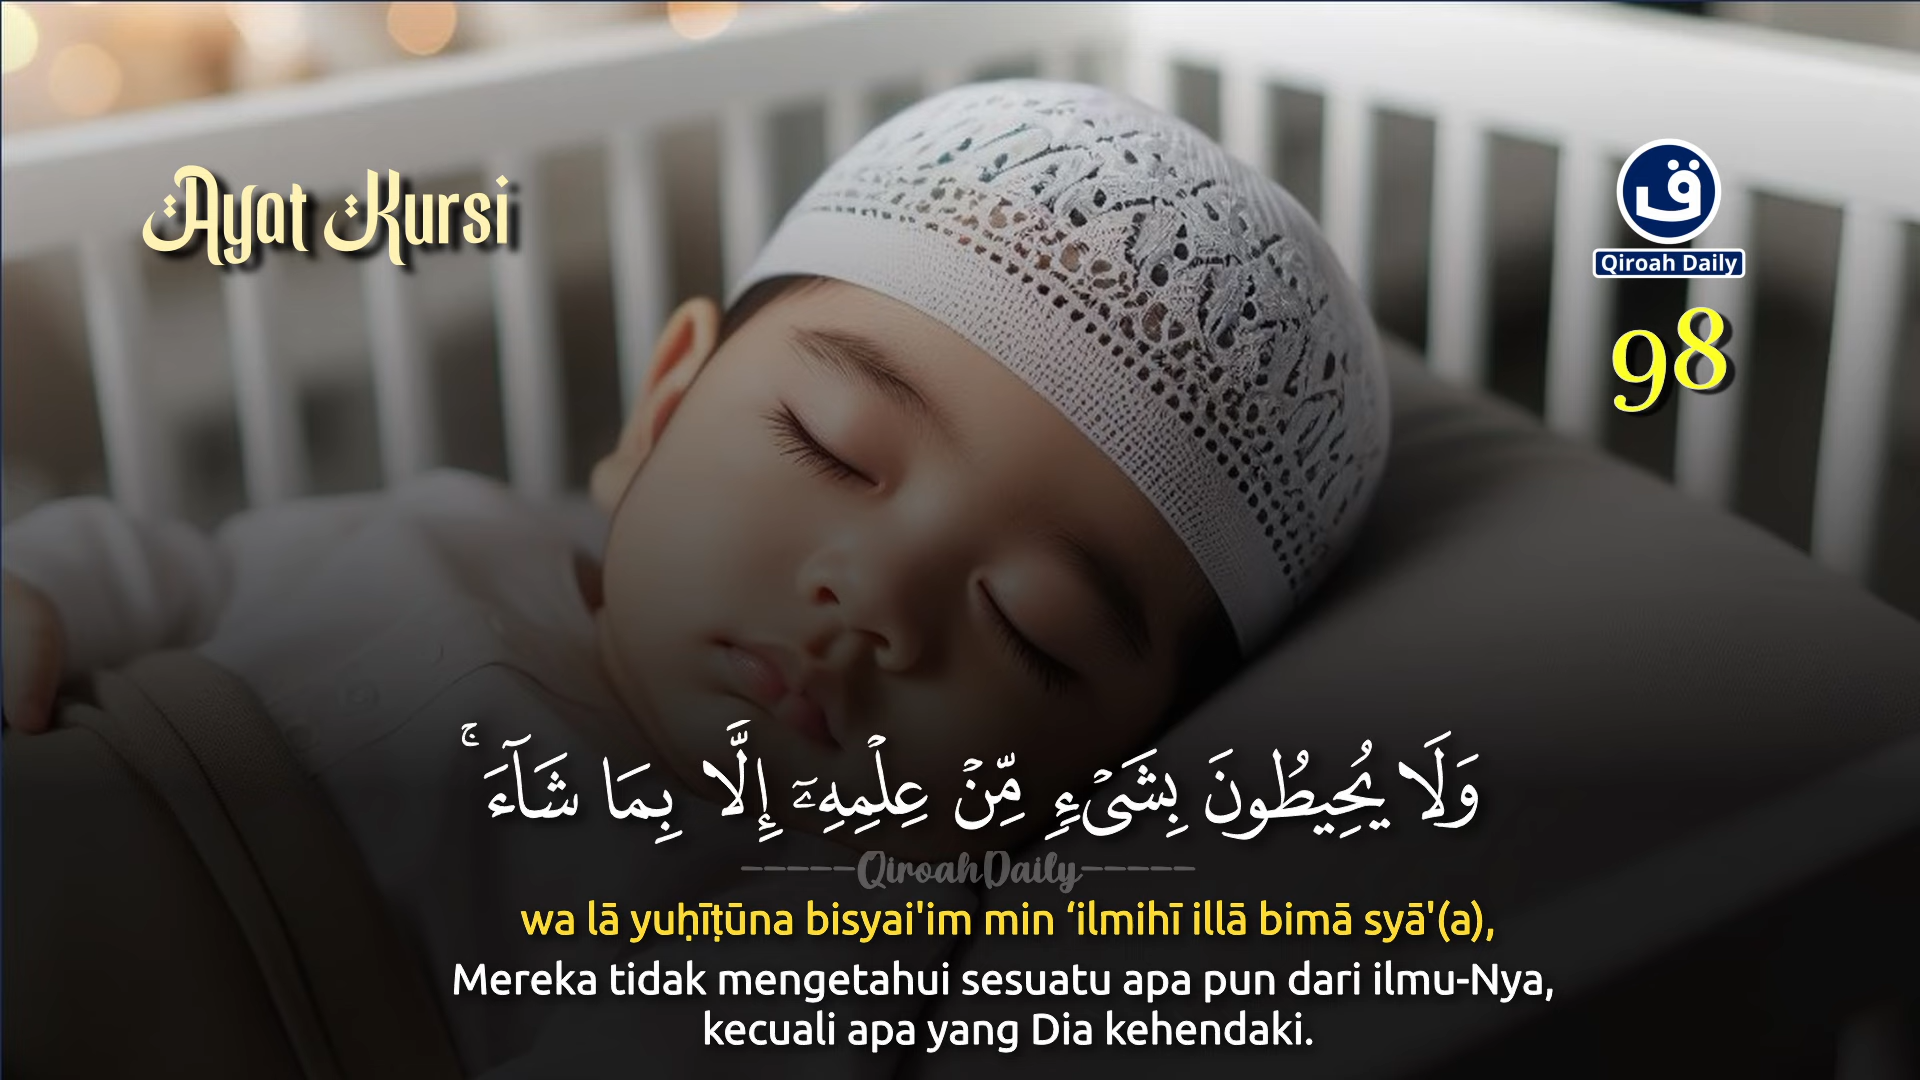 Ayat Kursi
ق
Qiroah Daily
98
وَلَا يُحِيطُونَ بِشَىْءٍ مِّنْ عِلْمِهِۦٓ إِلَّا بِمَا شَآءَ ۚ
-----QiroahDaily-----
wa lā yuḥīṭūna bisyai'im min ‘ilmihī illā bimā syā'(a),
Mereka tidak mengetahui sesuatu apa pun dari ilmu-Nya,
kecuali apa yang Dia kehendaki.